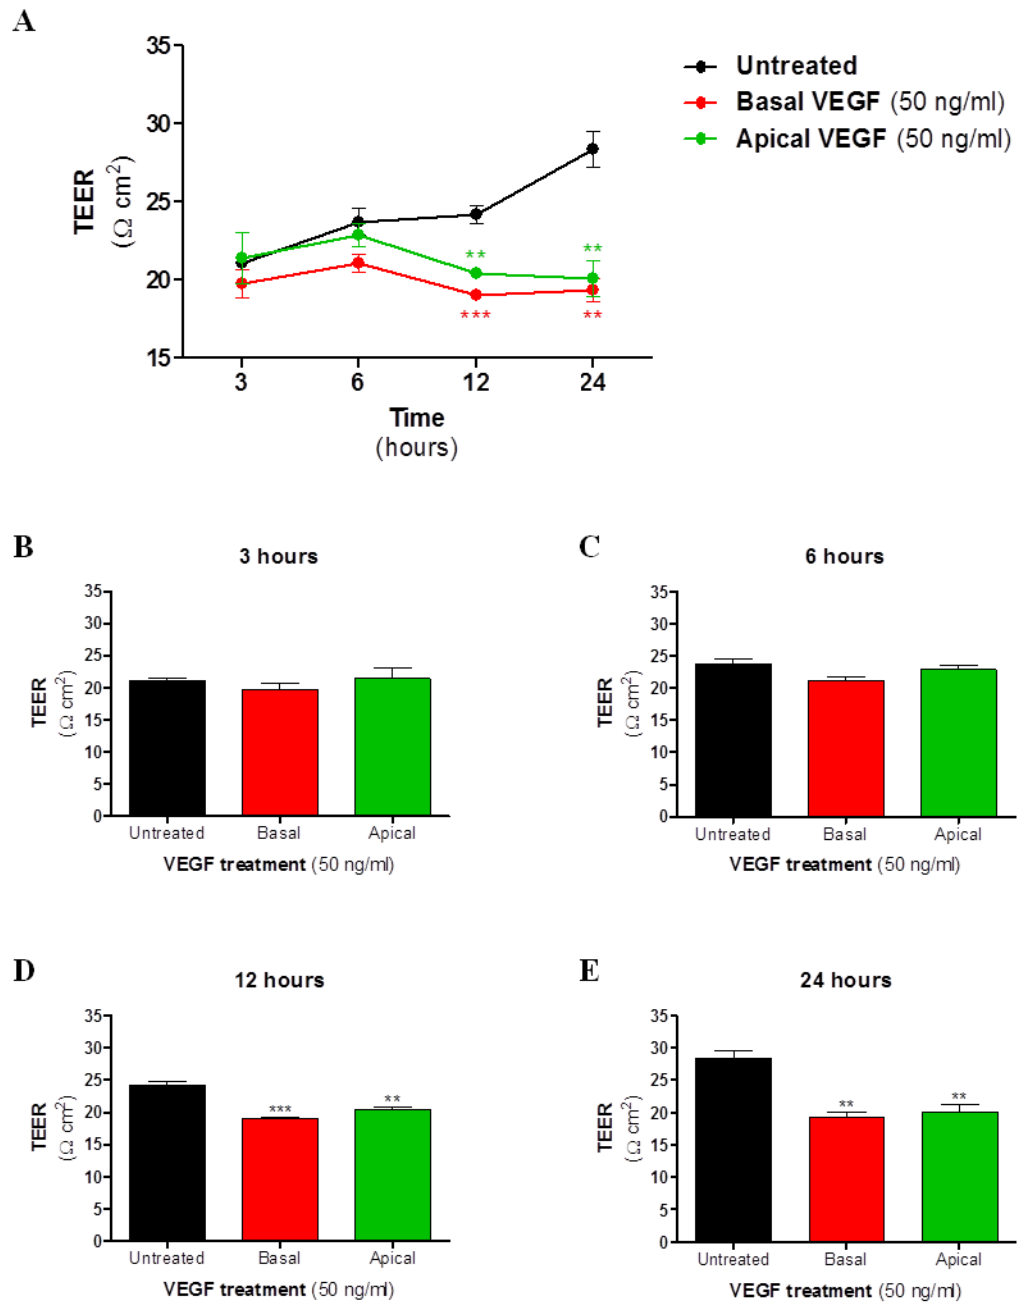 A
Untreated
Basal VEGF (50 ng/ml)
Apical VEGF (50 ng/ml)
TEER
(Ω cm²)
35
30
25
20
15
**
**
***
**
3 6 12 24
Time
(hours)
B
3 hours
TEER
(Ω cm²)
35
30
25
20
15
10
5
0
Untreated Basal Apical
VEGF treatment (50 ng/ml)
C
6 hours
TEER
(Ω cm²)
35
30
25
20
15
10
5
0
Untreated Basal Apical
VEGF treatment (50 ng/ml)
D
12 hours
TEER
(Ω cm²)
35
30
25
20
15
10
5
0
*** **
Untreated Basal Apical
VEGF treatment (50 ng/ml)
E
24 hours
TEER
(Ω cm²)
35
30
25
20
15
10
5
0
** **
Untreated Basal Apical
VEGF treatment (50 ng/ml)